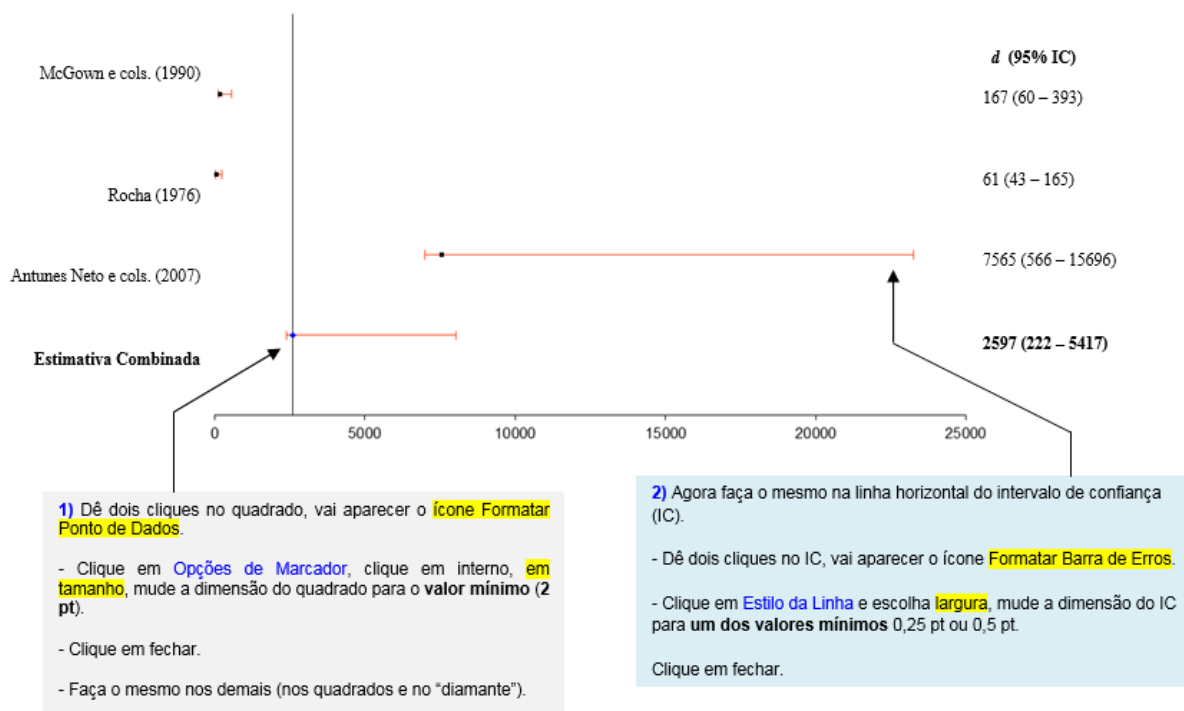 d (95% IC)
McGown e cols. (1990)
167 (60 – 393)
Rocha (1976)
61 (43 – 165)
Antunes Neto e cols. (2007)
7565 (566 – 15696)
Estimativa Combinada
2597 (222 – 5417)
0 5000 10000 15000 20000 25000
1) Dê dois cliques no quadrado, vai aparecer o ícone Formatar
Ponto de Dados.
- Clique em Opções de Marcador, clique em interno, em
tamanho, mude a dimensão do quadrado para o valor mínimo (2
pt).
- Clique em fechar.
- Faça o mesmo nos demais (nos quadrados e no “diamante”).
2) Agora faça o mesmo na linha horizontal do intervalo de confiança
(IC).
- Dê dois cliques no IC, vai aparecer o ícone Formatar Barra de Erros.
- Clique em Estilo da Linha e escolha largura, mude a dimensão do IC
para um dos valores mínimos 0,25 pt ou 0,5 pt.
Clique em fechar.